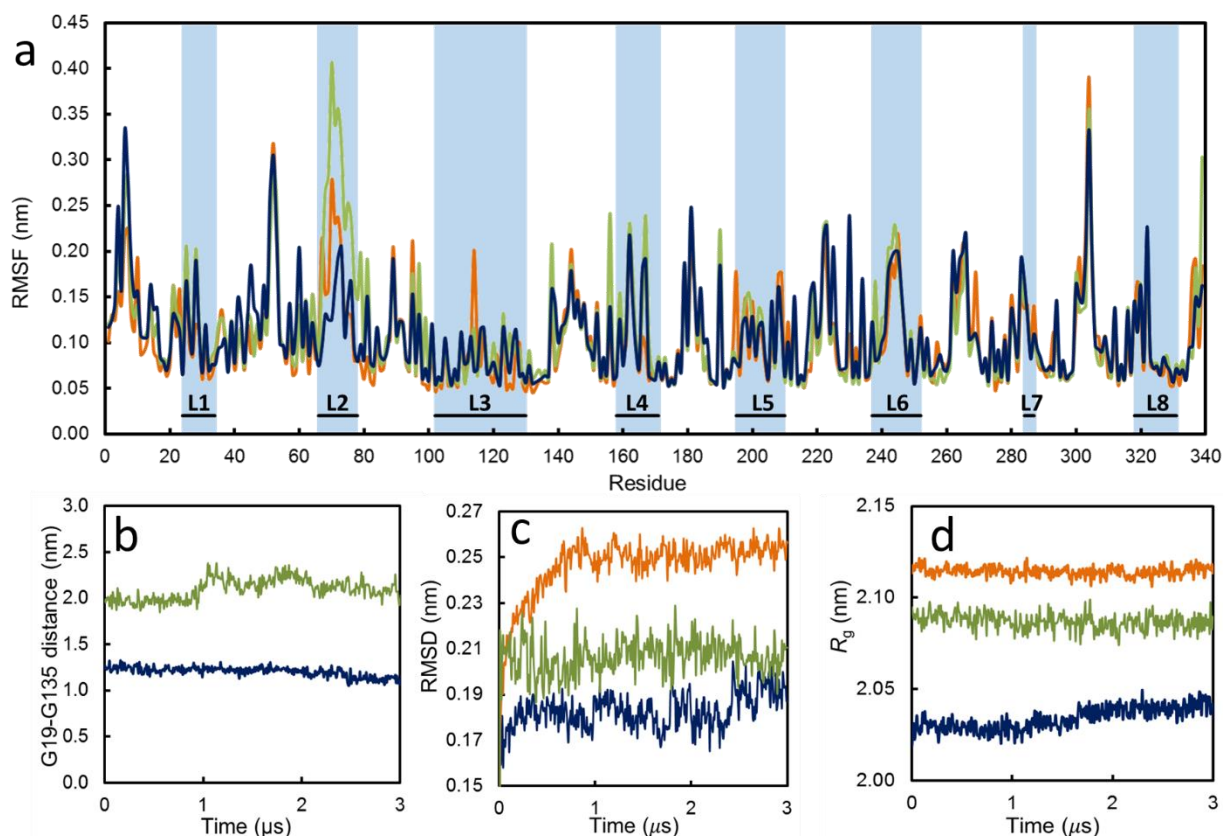 a
0.45
0.40
0.35
0.30
0.25
0.20
0.15
0.10
0.05
0.00
RMSF (nm)
L1 L2 L3 L4 L5 L6 L7 L8
0 20 40 60 80 100 120 140 160 180 200 220 240 260 280 300 320 340
Residue
b
3.0
2.5
2.0
1.5
1.0
0.5
0.0
G19-G135 distance (nm)
0 1 2 3
Time (µs)
c
0.27
0.25
0.23
0.21
0.19
0.17
0.15
RMSD (nm)
0 1 2 3
Time (µs)
d
2.15
2.10
2.05
2.00
Rg (nm)
0 1 2 3
Time (µs)